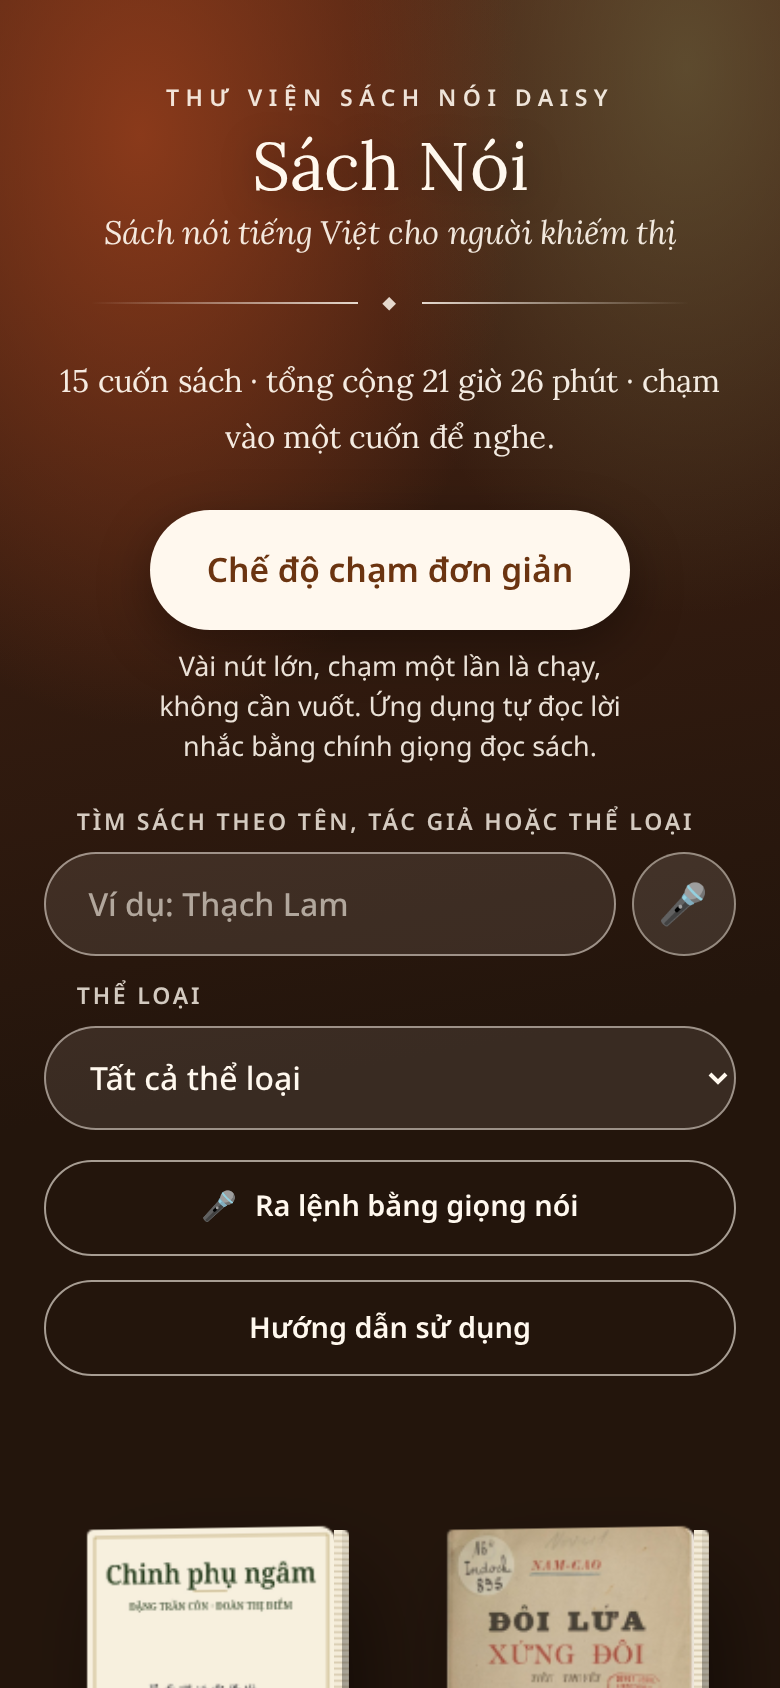 THƯ VIỆN SÁCH NÓI DAISY
Sách Nói
Sách nói tiếng Việt cho người khiếm thị
15 cuốn sách · tổng cộng 21 giờ 26 phút · chạm
vào một cuốn để nghe.
Chế độ chạm đơn giản
Vài nút lớn, chạm một lần là chạy,
không cần vuốt. Ứng dụng tự đọc lời
nhắc bằng chính giọng đọc sách.
TÌM SÁCH THEO TÊN, TÁC GIẢ HOẶC THỂ LOẠI
Ví dụ: Thạch Lam
THỂ LOẠI
Tất cả thể loại
Ra lệnh bằng giọng nói
Hướng dẫn sử dụng
Chinh phụ ngâm
ĐẶNG TRẦN CÔN · ĐOÀN THỊ ĐIỂM
Indoch
895
NAM-CAO
ĐÔI LỨA
XỨNG ĐÔI
TIỂU THUYẾT